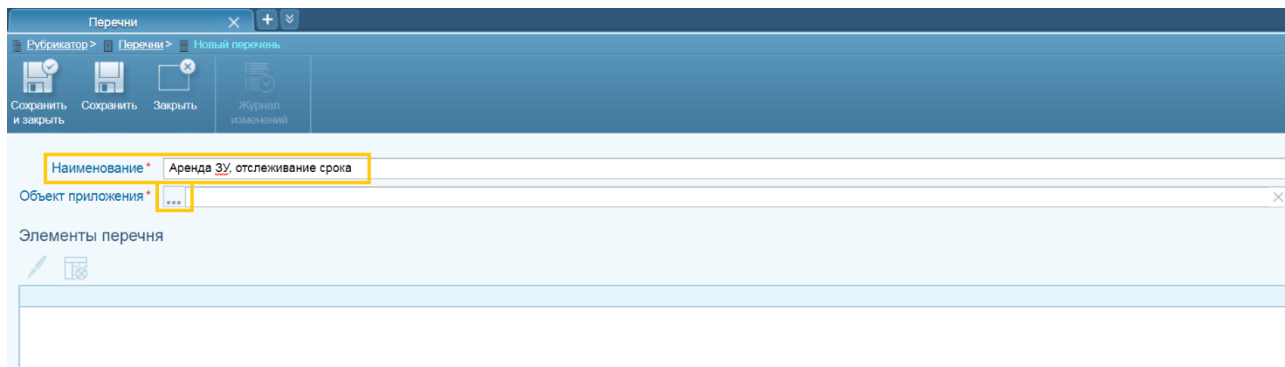 Перечни
Рубрикатор > Перечни > Новый перечень
Сохранить и закрыть
Сохранить
Закрыть
Журнал изменений
Наименование * Аренда ЗУ, отслеживание срока
Объект приложения * ...
Элементы перечня